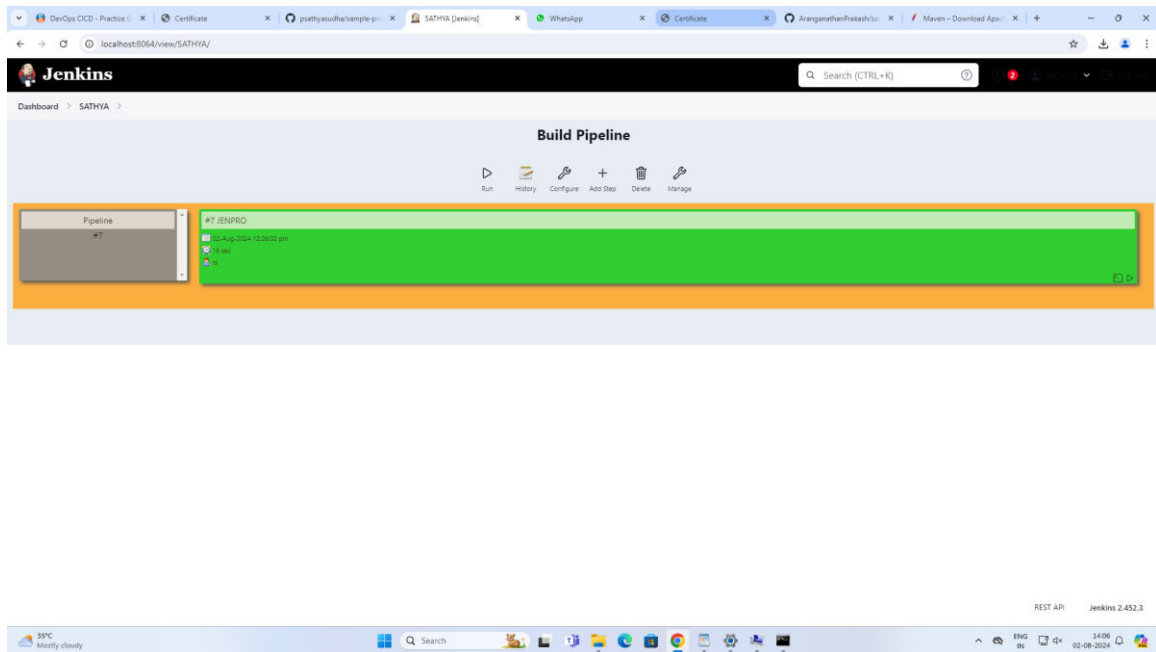 DevOps CICD - Practice G
Certificate
psathyasudha/sample-pr
SATHYA [Jenkins]
WhatsApp
Certificate
AranganathanPrakash/sa
Maven – Download Apac
localhost:8064/view/SATHYA/
Jenkins
Search (CTRL+K)
2
Dashboard > SATHYA >
Build Pipeline
Run
History
Configure
Add Step
Delete
Manage
Pipeline
#7
#7 JENPRO
02-Aug-2024 12:26:00 pm
rs
REST API
Jenkins 2.452.3
35°C
Mostly cloudy
Search
ENG
IN
14:06
02-08-2024